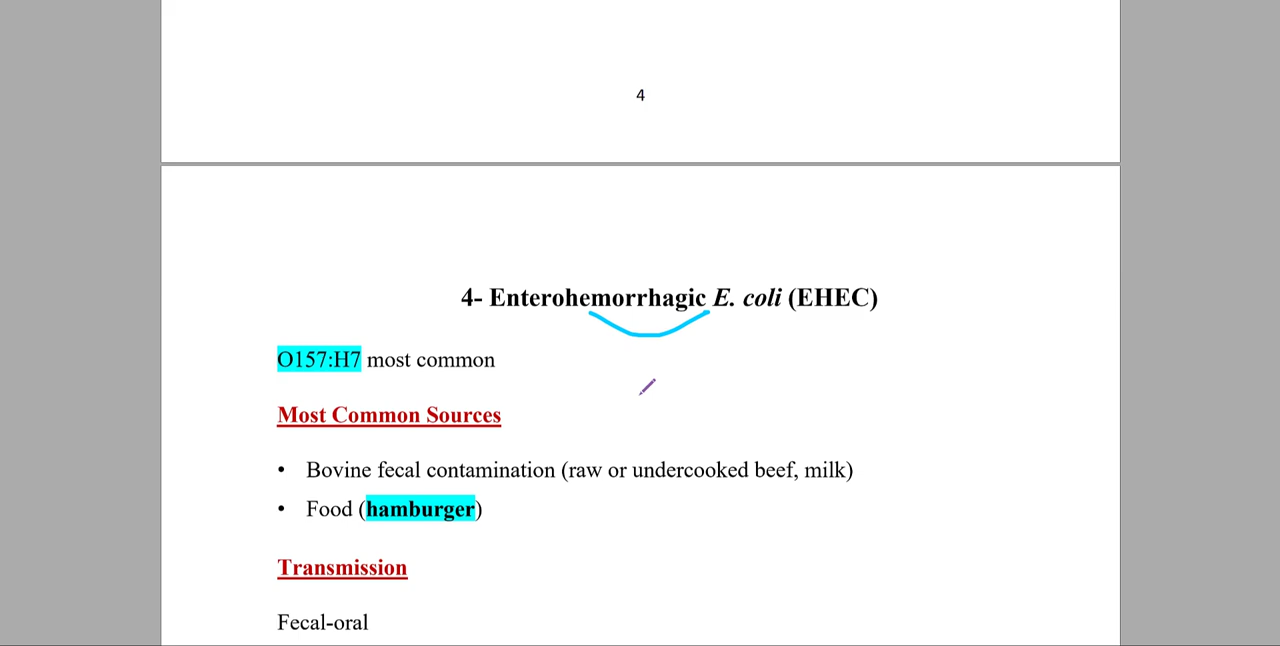 4
4- Enterohemorrhagic E. coli (EHEC)
O157:H7 most common
Most Common Sources
• Bovine fecal contamination (raw or undercooked beef, milk)
• Food (hamburger)
Transmission
Fecal-oral